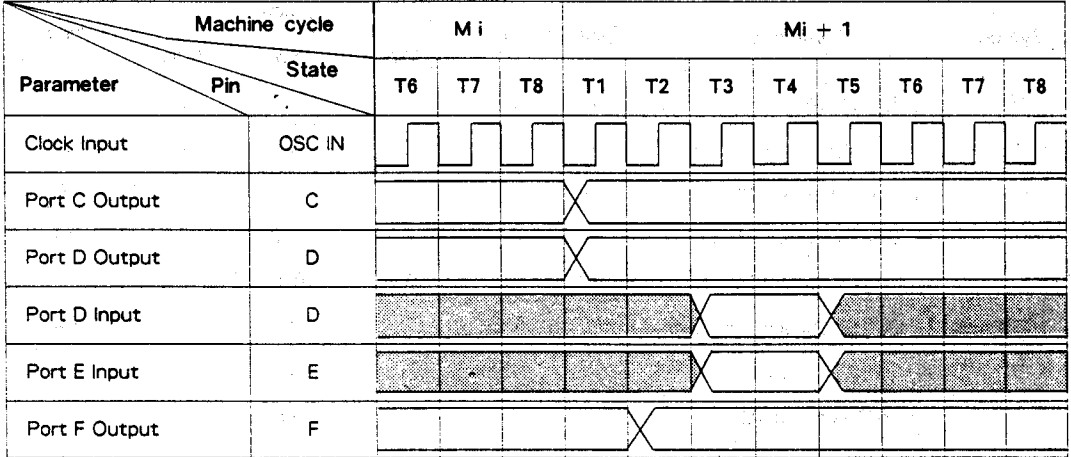 Machine cycle M i Mi + 1
Parameter Pin State T6 T7 T8 T1 T2 T3 T4 T5 T6 T7 T8
Clock Input OSC IN
Port C Output C
Port D Output D
Port D Input D
Port E Input E
Port F Output F